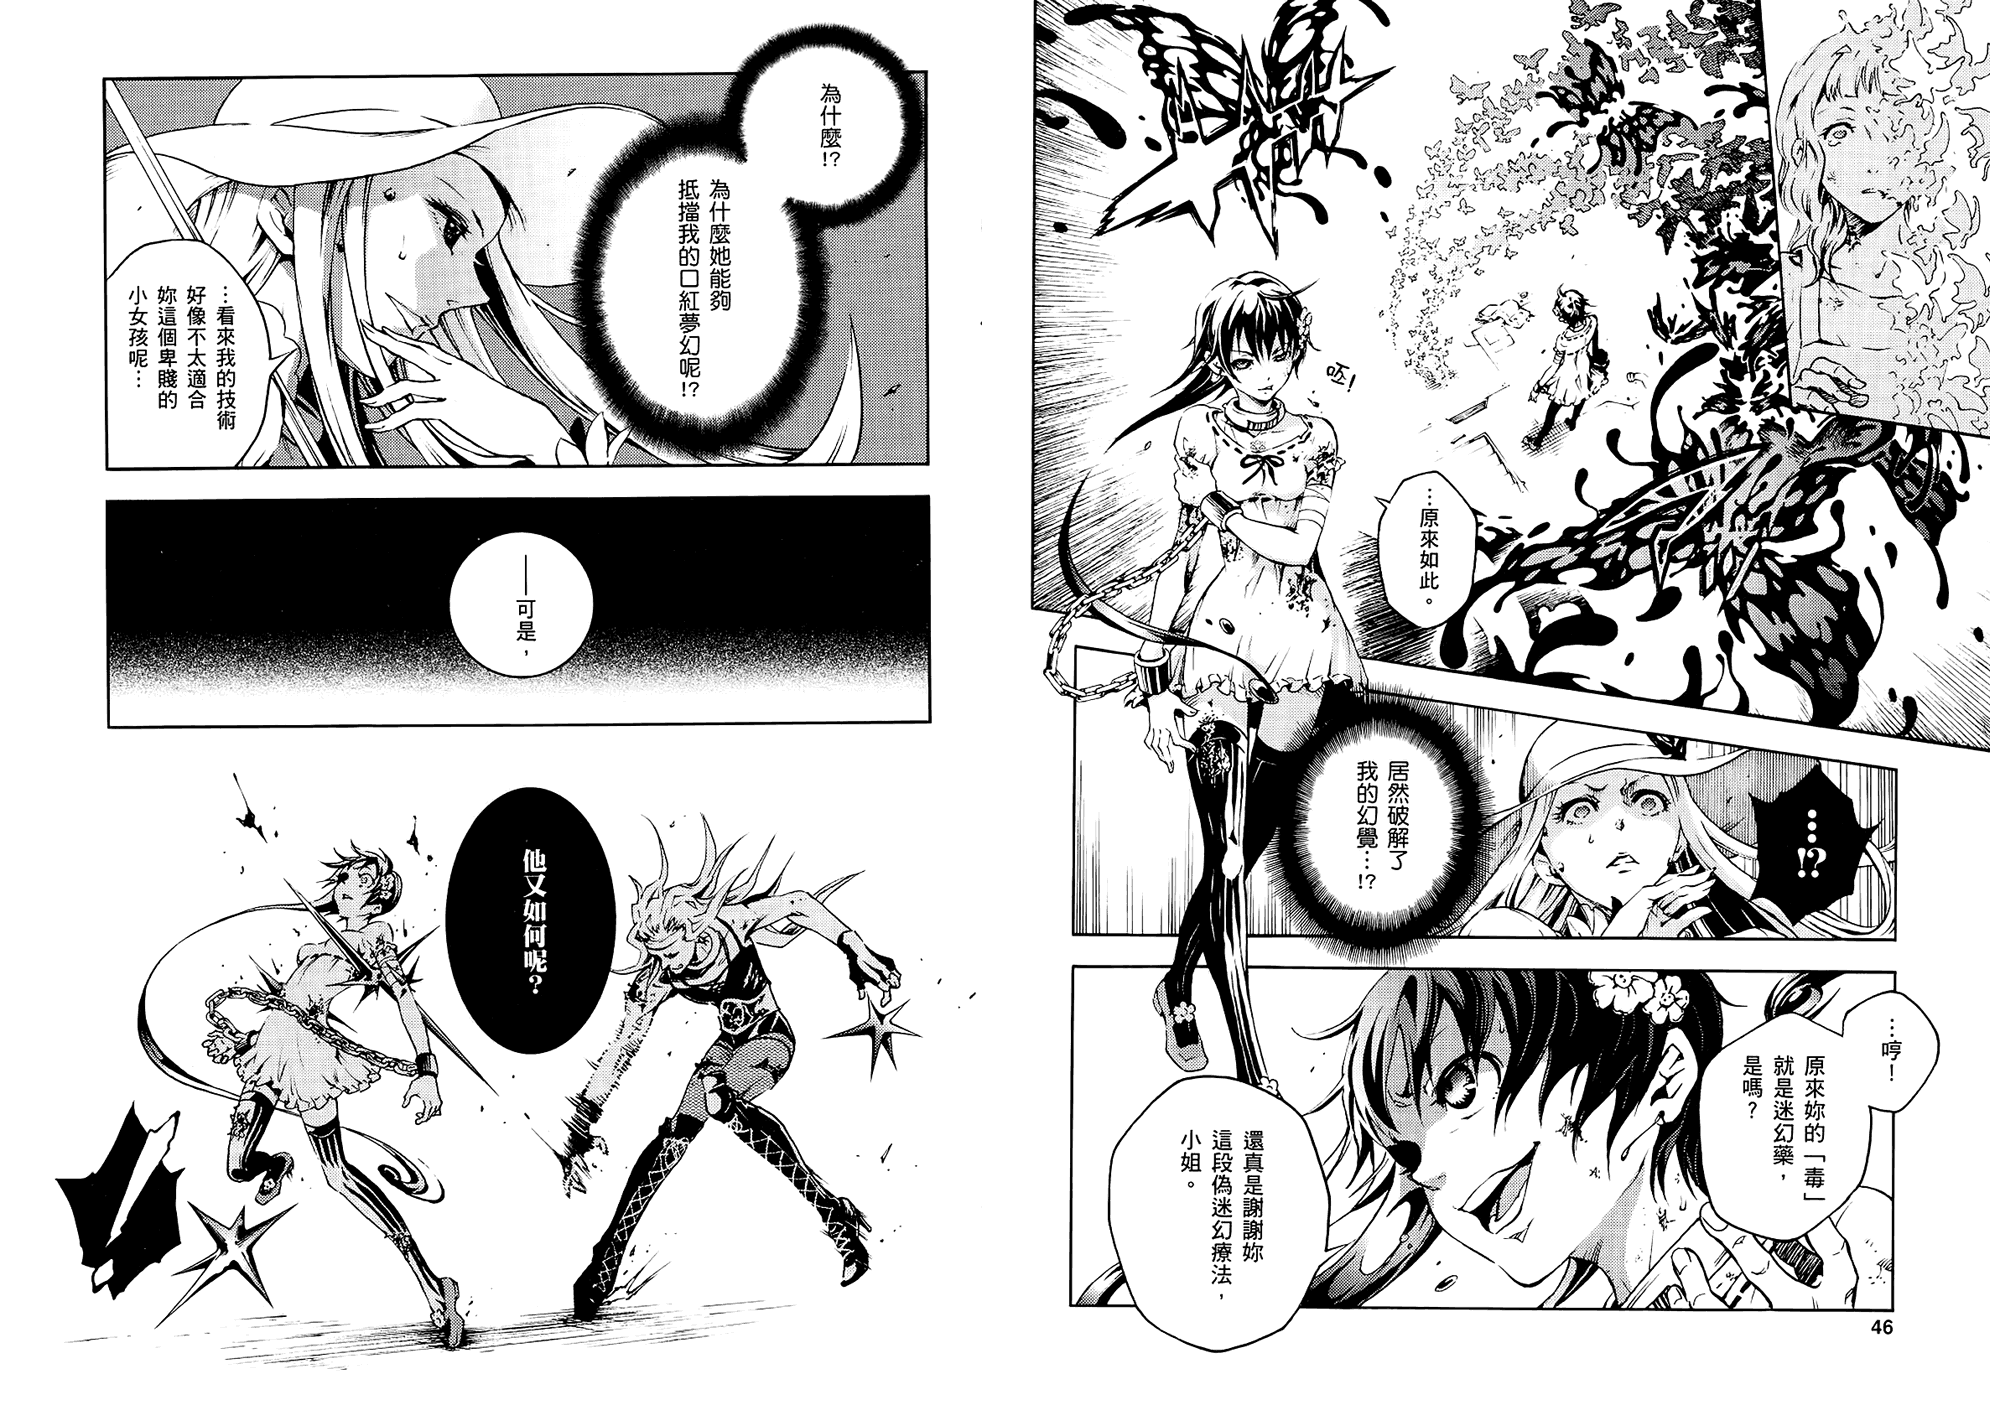 呸！
…原來如此。
…!?
居然破解了
我的幻覺…!?
…哼！
原來妳的「毒」
就是迷幻藥，
是嗎？
還真是謝謝妳
這段偽迷幻療法，
小姐。
46
為什麼!?
為什麼她能夠
抵擋我的口紅夢幻呢!?
…看來我的技術
好像不太適合
妳這個卑賤的
小女孩呢…
——可是，
他又如何呢？